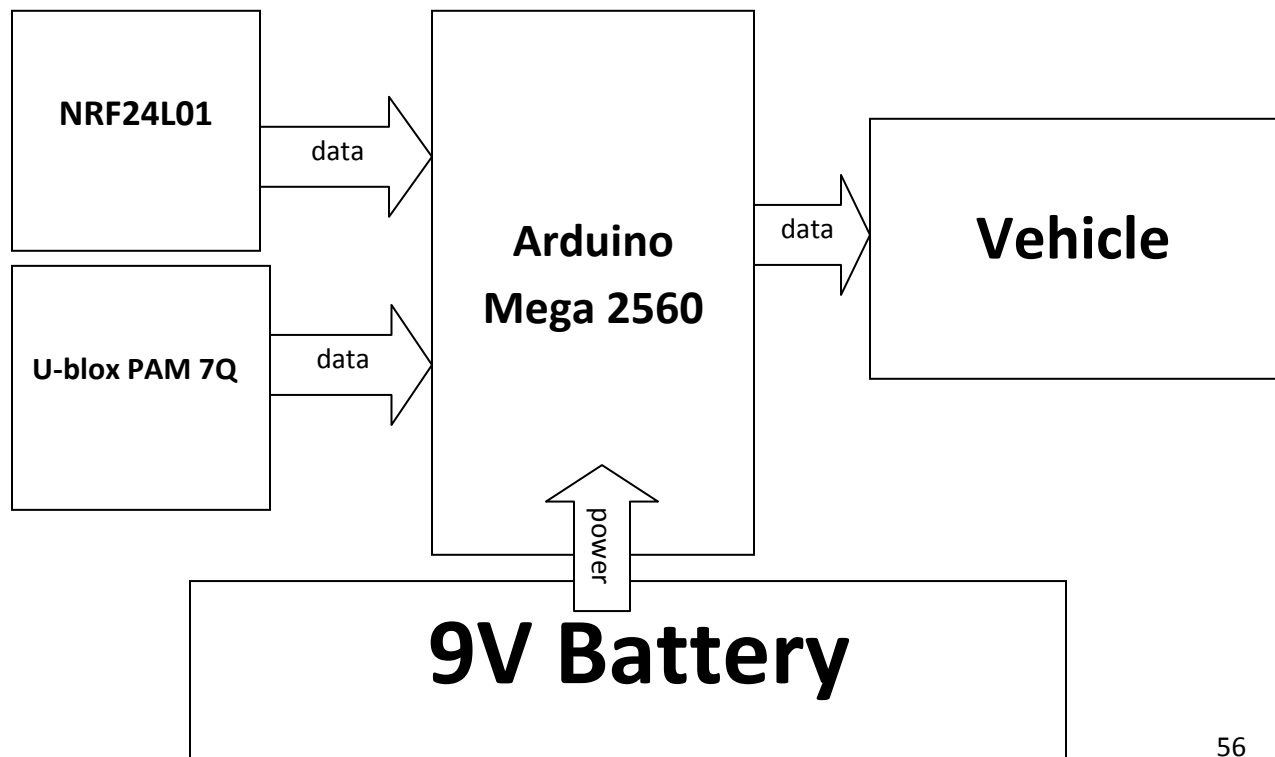 NRF24L01
data
Arduino
Mega 2560
data
Vehicle
U-blox PAM 7Q
data
power
9V Battery
56